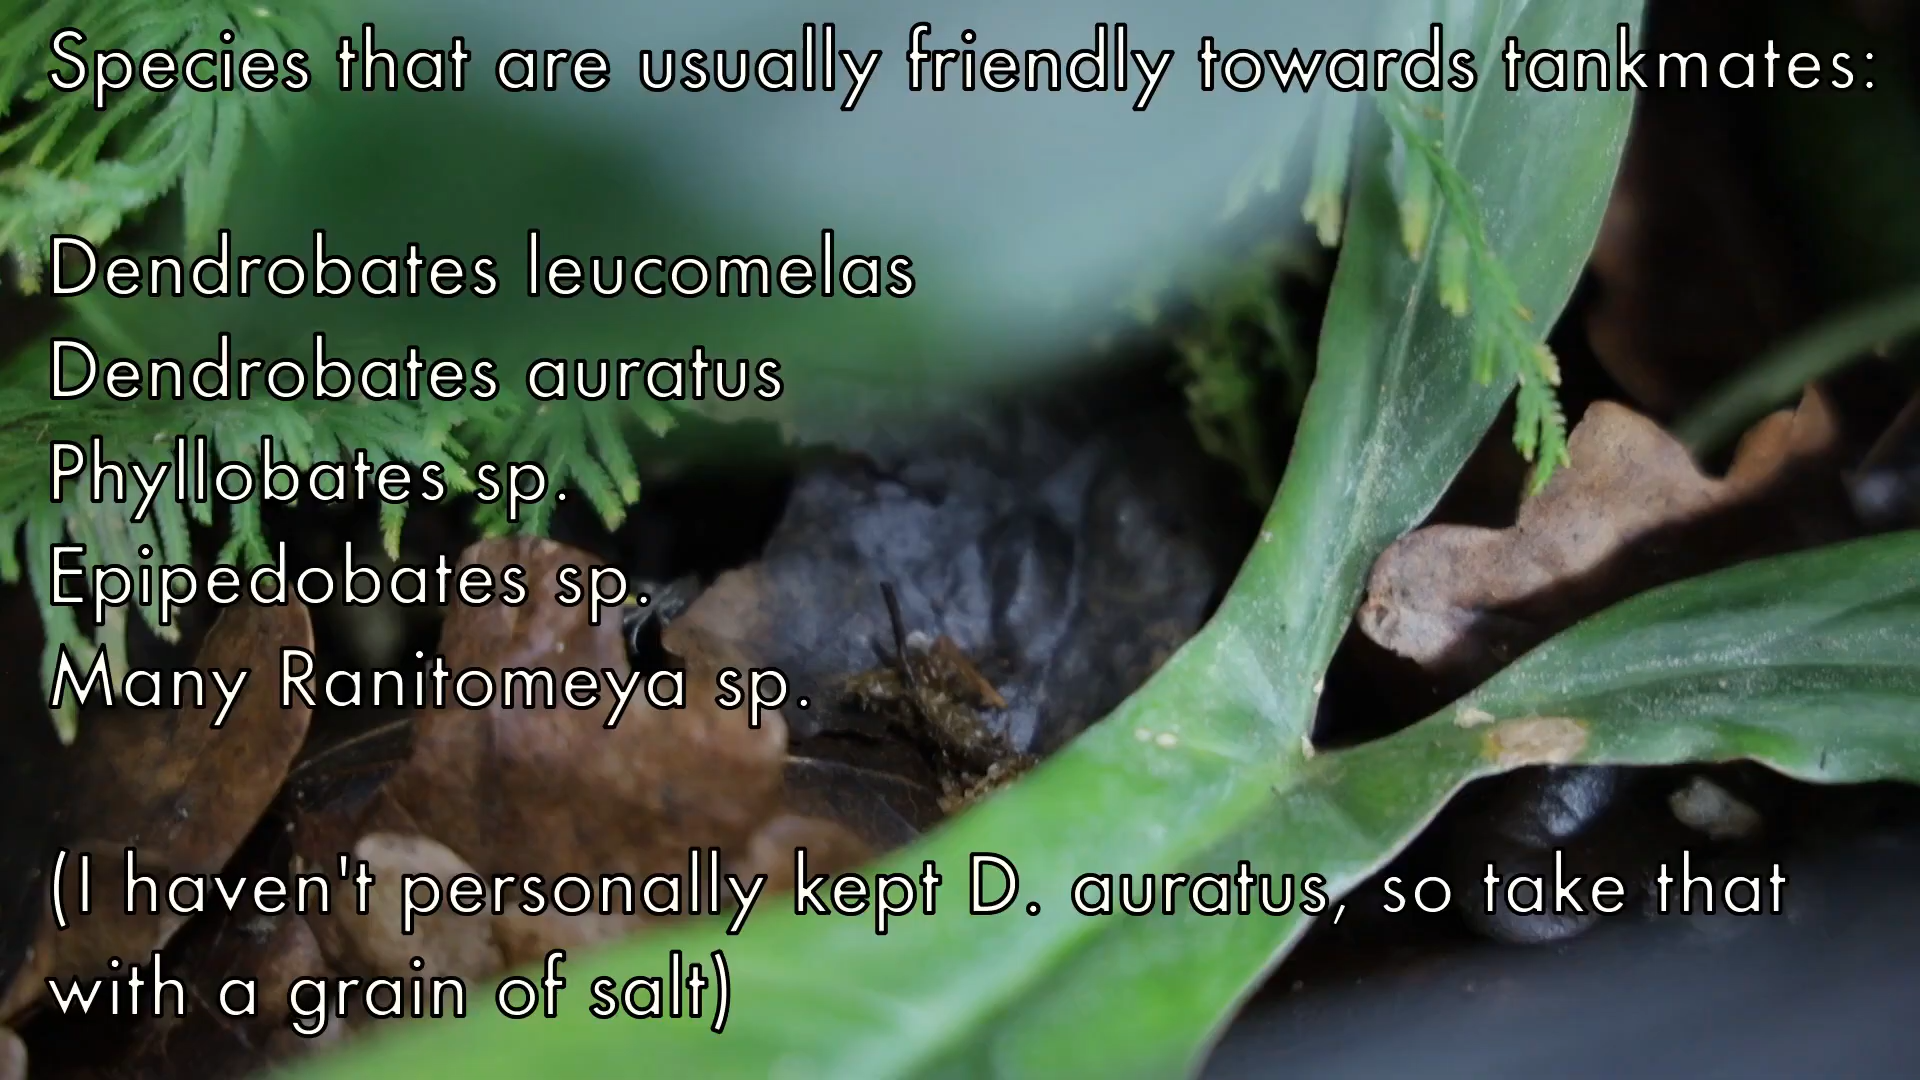 Species that are usually friendly towards tankmates:
Dendrobates leucomelas
Dendrobates auratus
Phyllobates sp.
Epipedobates sp.
Many Ranitomeya sp.
(I haven't personally kept D. auratus, so take that
with a grain of salt)